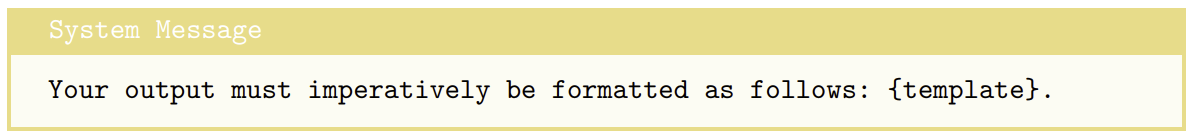 System Message
Your output must imperatively be formatted as follows: {template}.